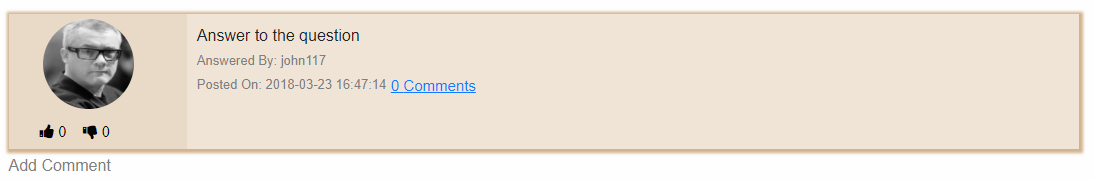 Answer to the question
Answered By: john117
Posted On: 2018-03-23 16:47:14 0 Comments
0 0
Add Comment